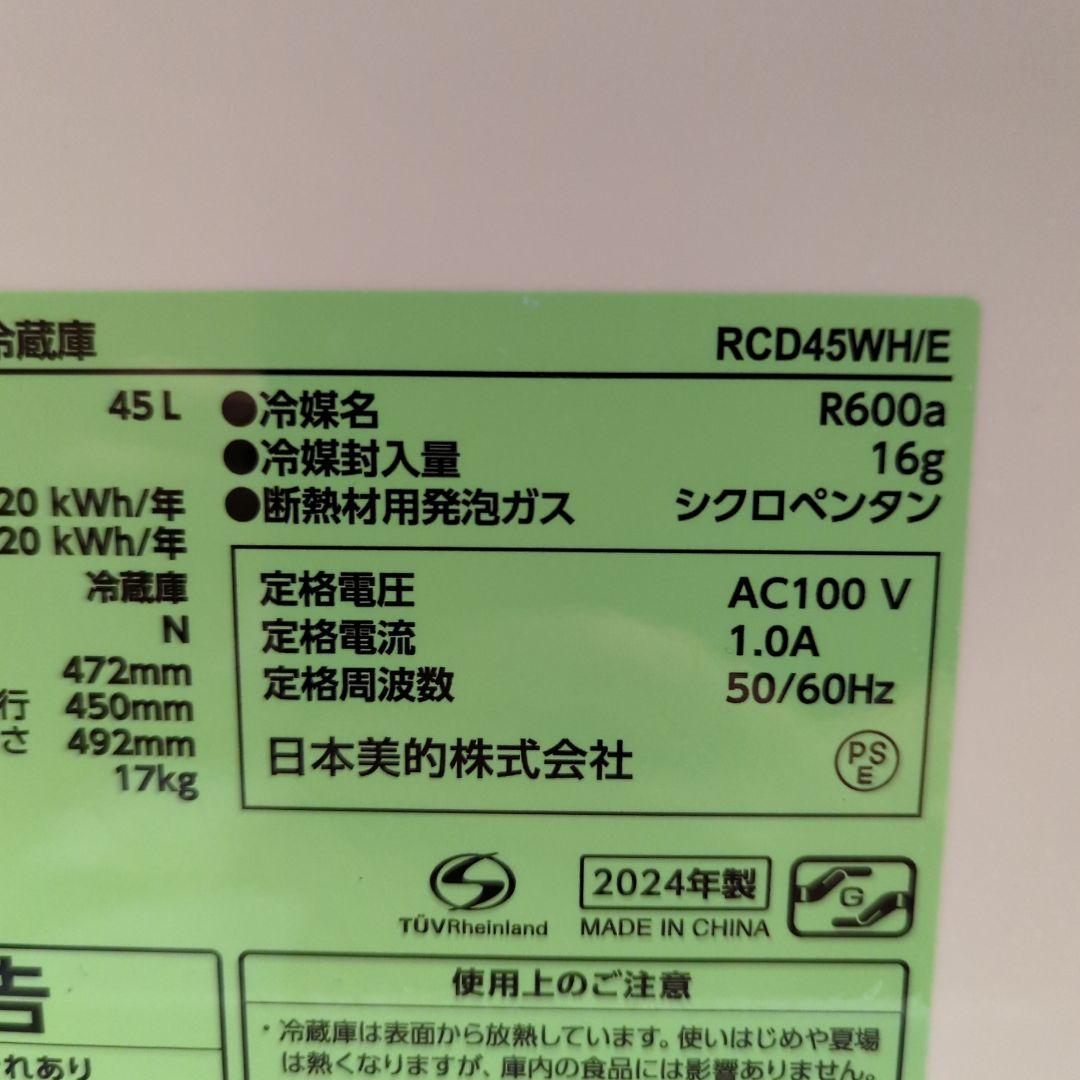 冷蔵庫 RCD45WH/E
45L ●冷媒名 R600a
●冷媒封入量 16g
20 kWh/年 ●断熱材用発泡ガス シクロペンタン
20 kWh/年
冷蔵庫 定格電圧 AC100 V
N 定格電流 1.0A
472mm 定格周波数 50/60Hz
行 450mm
さ 492mm 日本美的株式会社 PSE
17kg
TÜVRheinland 2024年製 G
MADE IN CHINA
告
使用上のご注意
・冷蔵庫は表面から放熱しています。使いはじめや夏場
は熱くなりますが、庫内の食品には影響ありません。
れあり